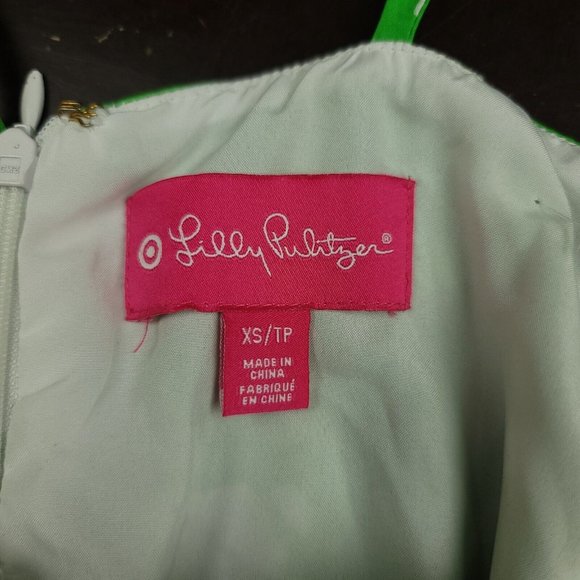 Lilly Pulitzer®
XS/TP
MADE IN
CHINA
FABRIQUÉ
EN CHINE